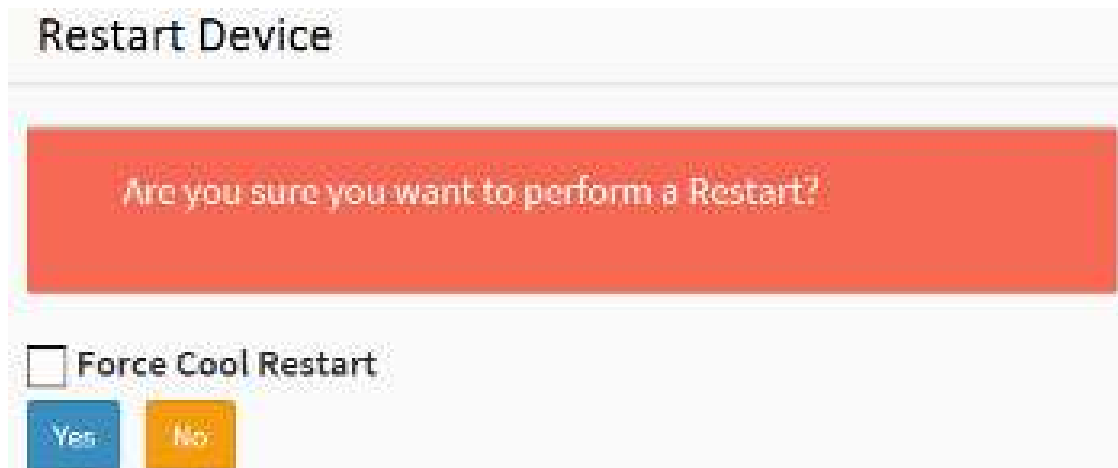 Restart Device
Are you sure you want to perform a Restart?
Force Cool Restart
Yes No